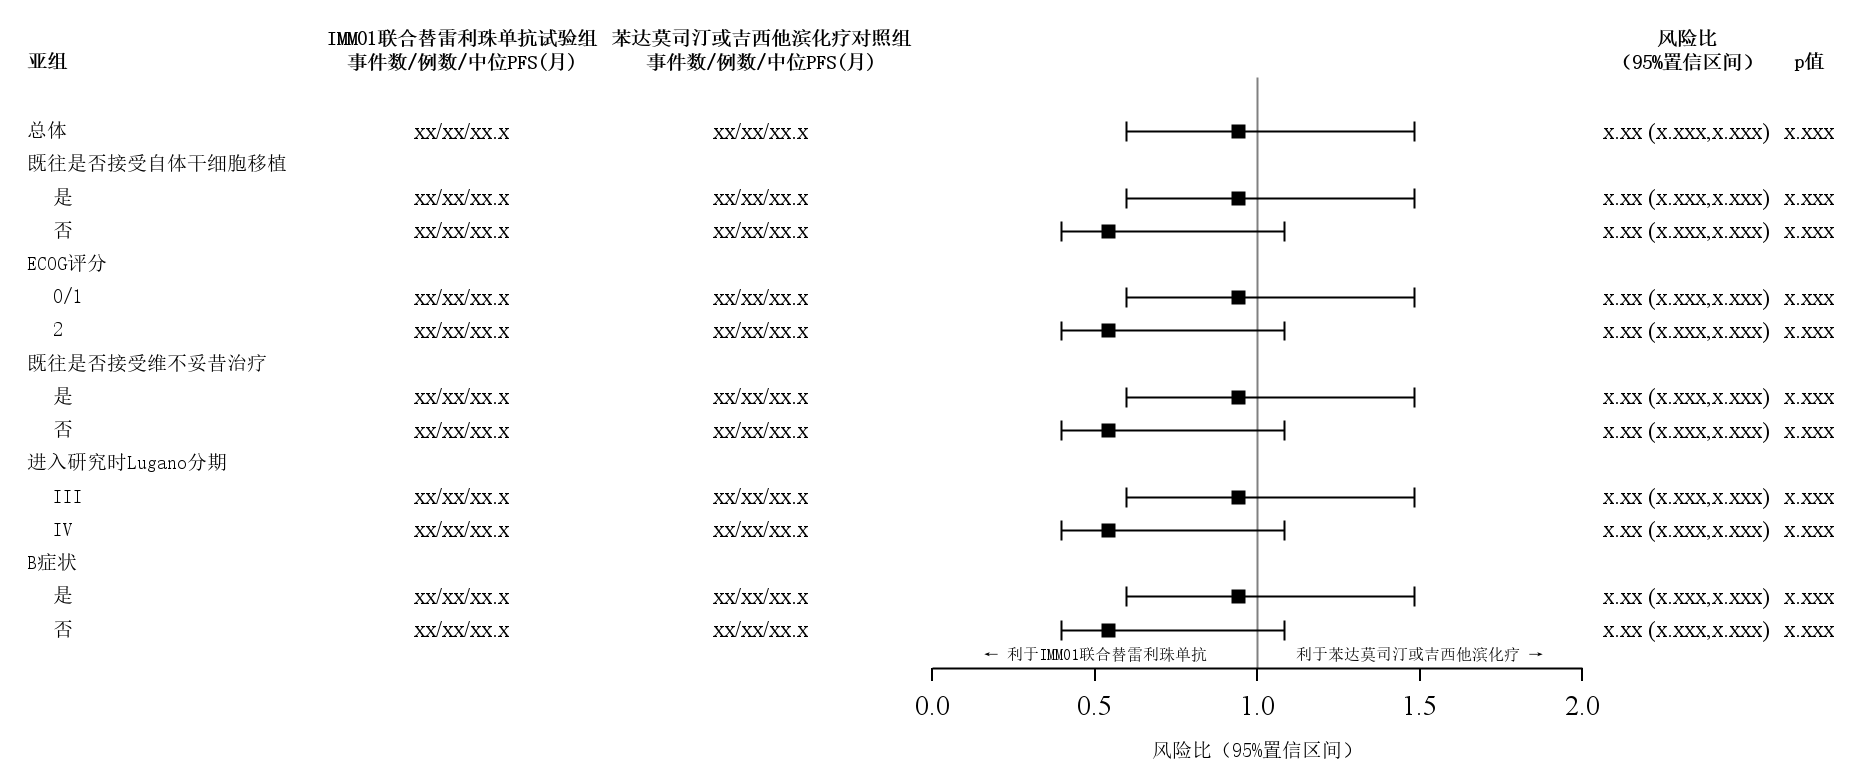 亚组
IMM01联合替雷利珠单抗试验组
事件数/例数/中位PFS(月)
苯达莫司汀或吉西他滨化疗对照组
事件数/例数/中位PFS(月)
风险比
（95%置信区间）
p值
总体 xx/xx/xx.x xx/xx/xx.x x.xx (x.xxx,x.xxx) x.xxx
既往是否接受自体干细胞移植
是 xx/xx/xx.x xx/xx/xx.x x.xx (x.xxx,x.xxx) x.xxx
否 xx/xx/xx.x xx/xx/xx.x x.xx (x.xxx,x.xxx) x.xxx
ECOG评分
0/1 xx/xx/xx.x xx/xx/xx.x x.xx (x.xxx,x.xxx) x.xxx
2 xx/xx/xx.x xx/xx/xx.x x.xx (x.xxx,x.xxx) x.xxx
既往是否接受维不妥昔治疗
是 xx/xx/xx.x xx/xx/xx.x x.xx (x.xxx,x.xxx) x.xxx
否 xx/xx/xx.x xx/xx/xx.x x.xx (x.xxx,x.xxx) x.xxx
进入研究时Lugano分期
III xx/xx/xx.x xx/xx/xx.x x.xx (x.xxx,x.xxx) x.xxx
IV xx/xx/xx.x xx/xx/xx.x x.xx (x.xxx,x.xxx) x.xxx
B症状
是 xx/xx/xx.x xx/xx/xx.x x.xx (x.xxx,x.xxx) x.xxx
否 xx/xx/xx.x xx/xx/xx.x x.xx (x.xxx,x.xxx) x.xxx
← 利于IMM01联合替雷利珠单抗 利于苯达莫司汀或吉西他滨化疗 →
0.0 0.5 1.0 1.5 2.0
风险比（95%置信区间）